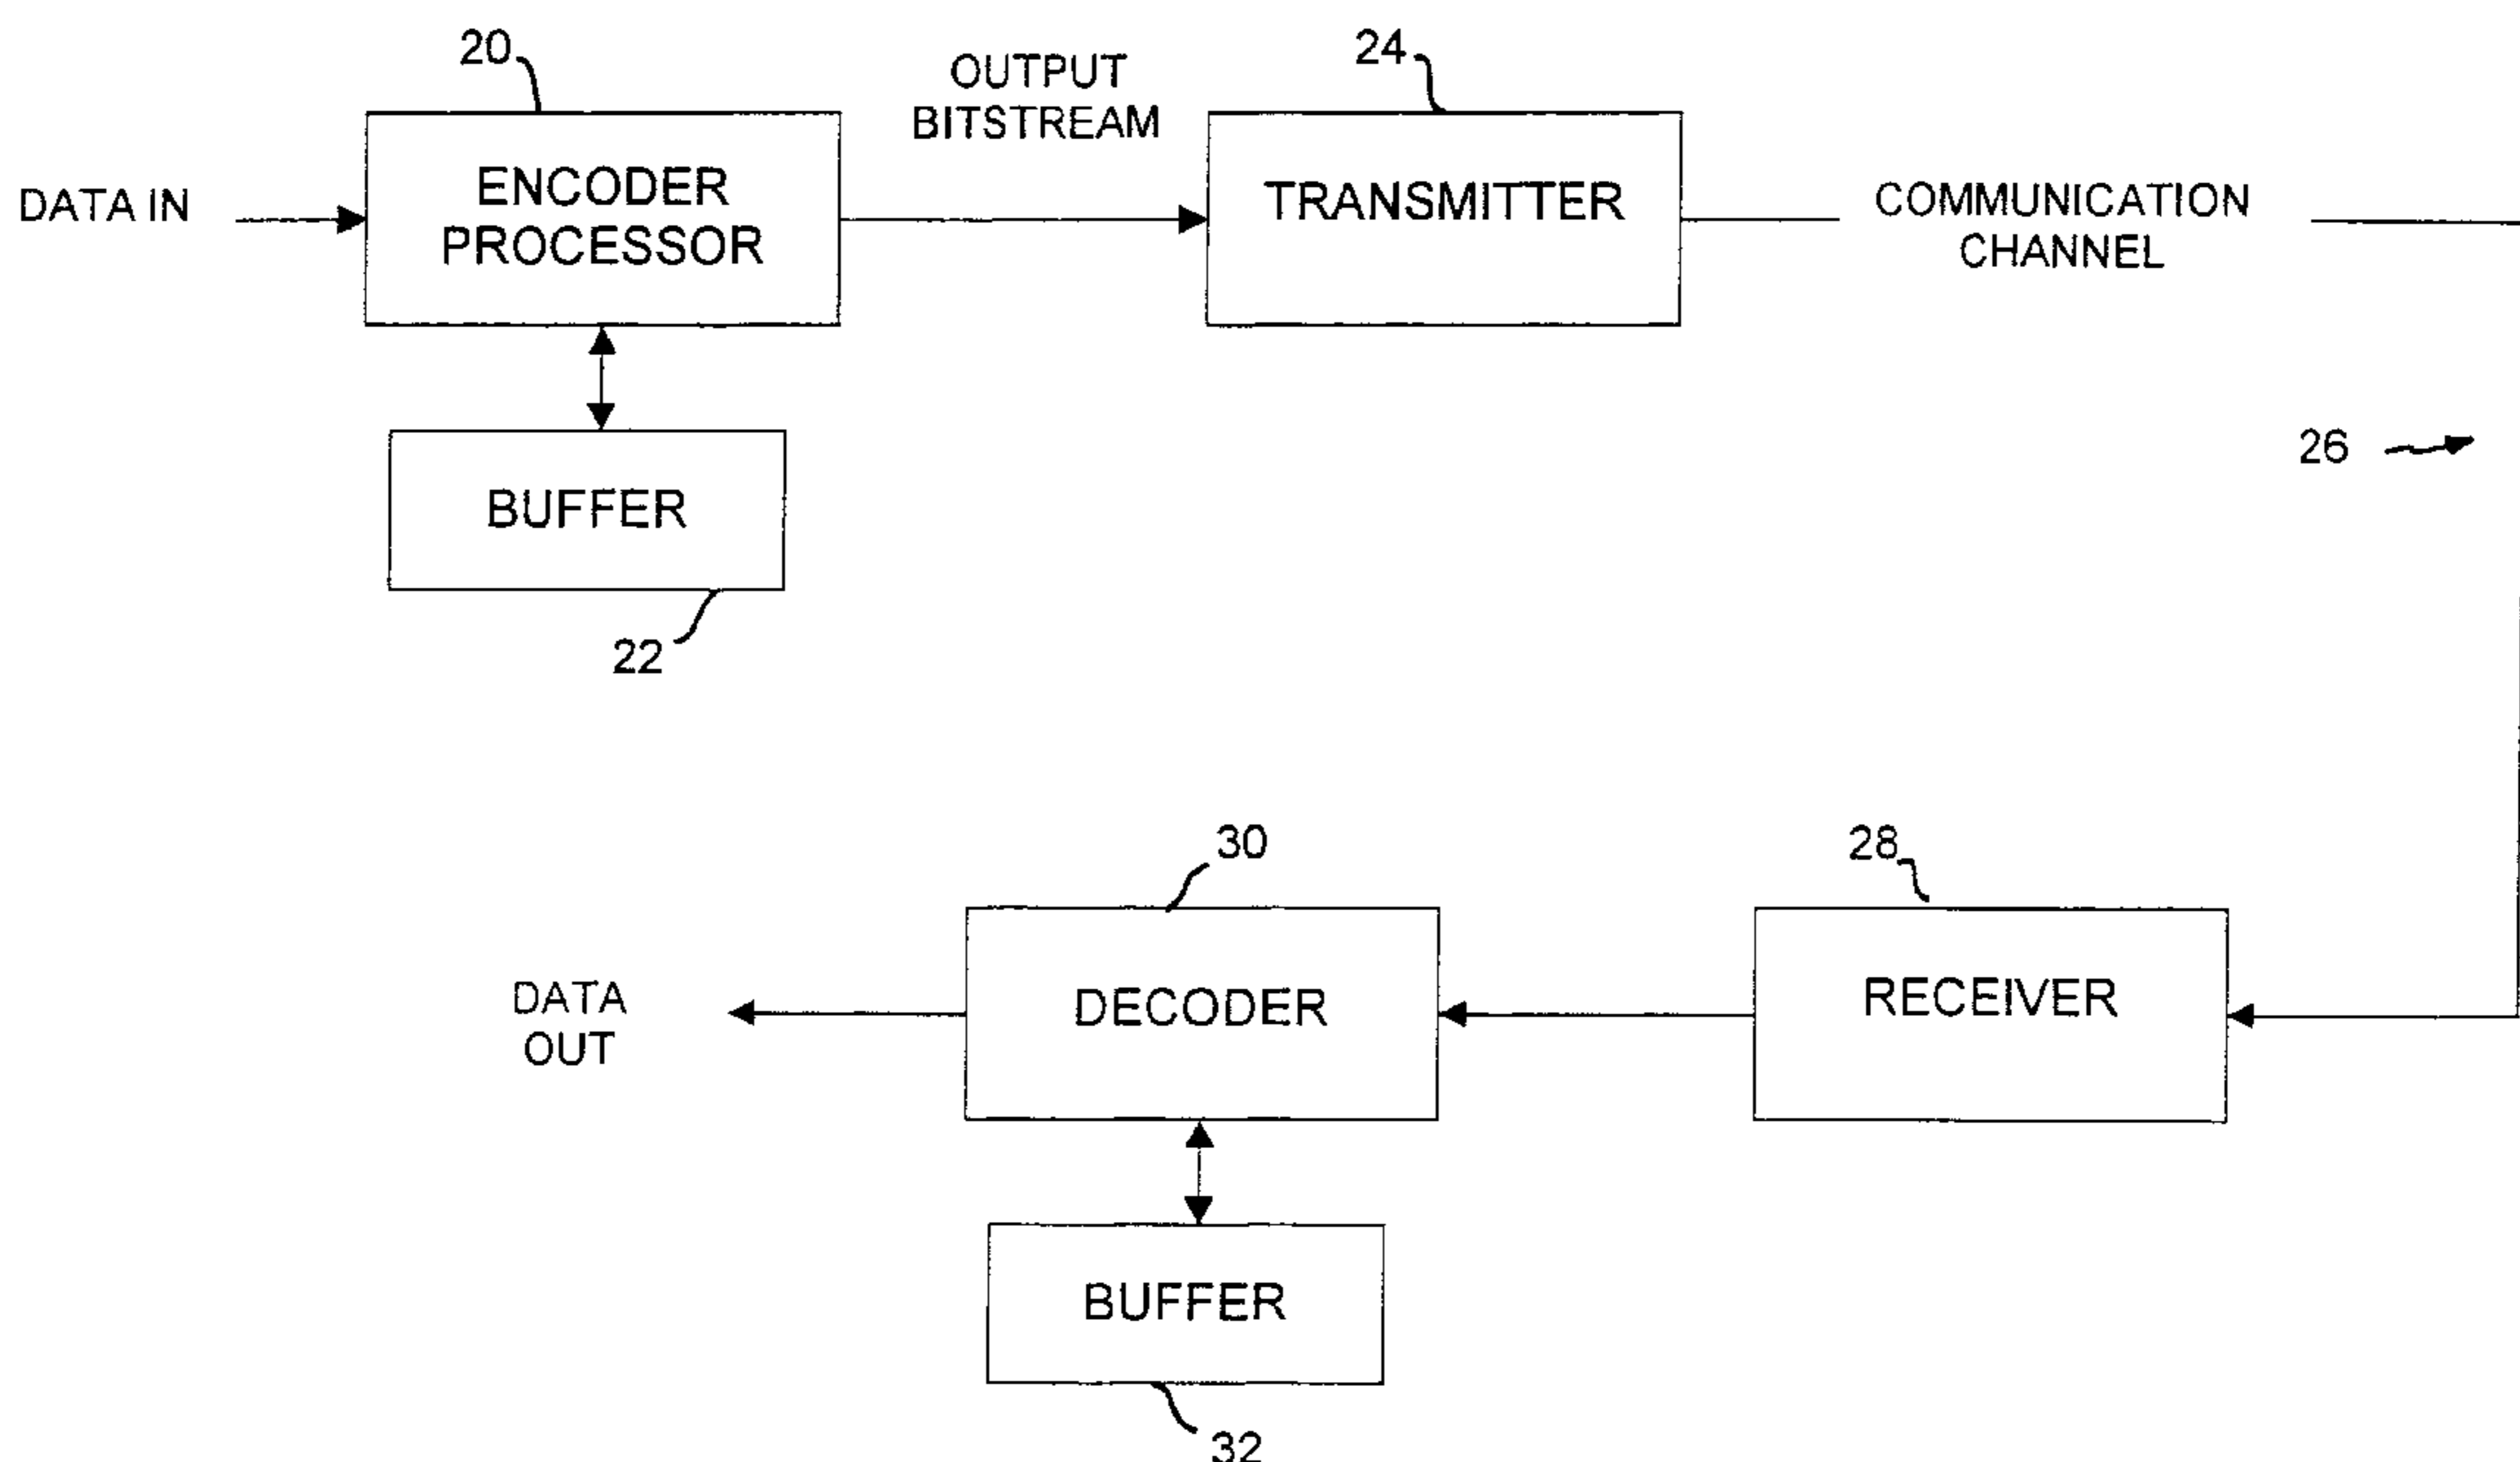 20
OUTPUT
BITSTREAM
24
DATA IN
ENCODER
PROCESSOR
TRANSMITTER
COMMUNICATION
CHANNEL
26
BUFFER
22
30
28
DATA
OUT
DECODER
RECEIVER
BUFFER
32